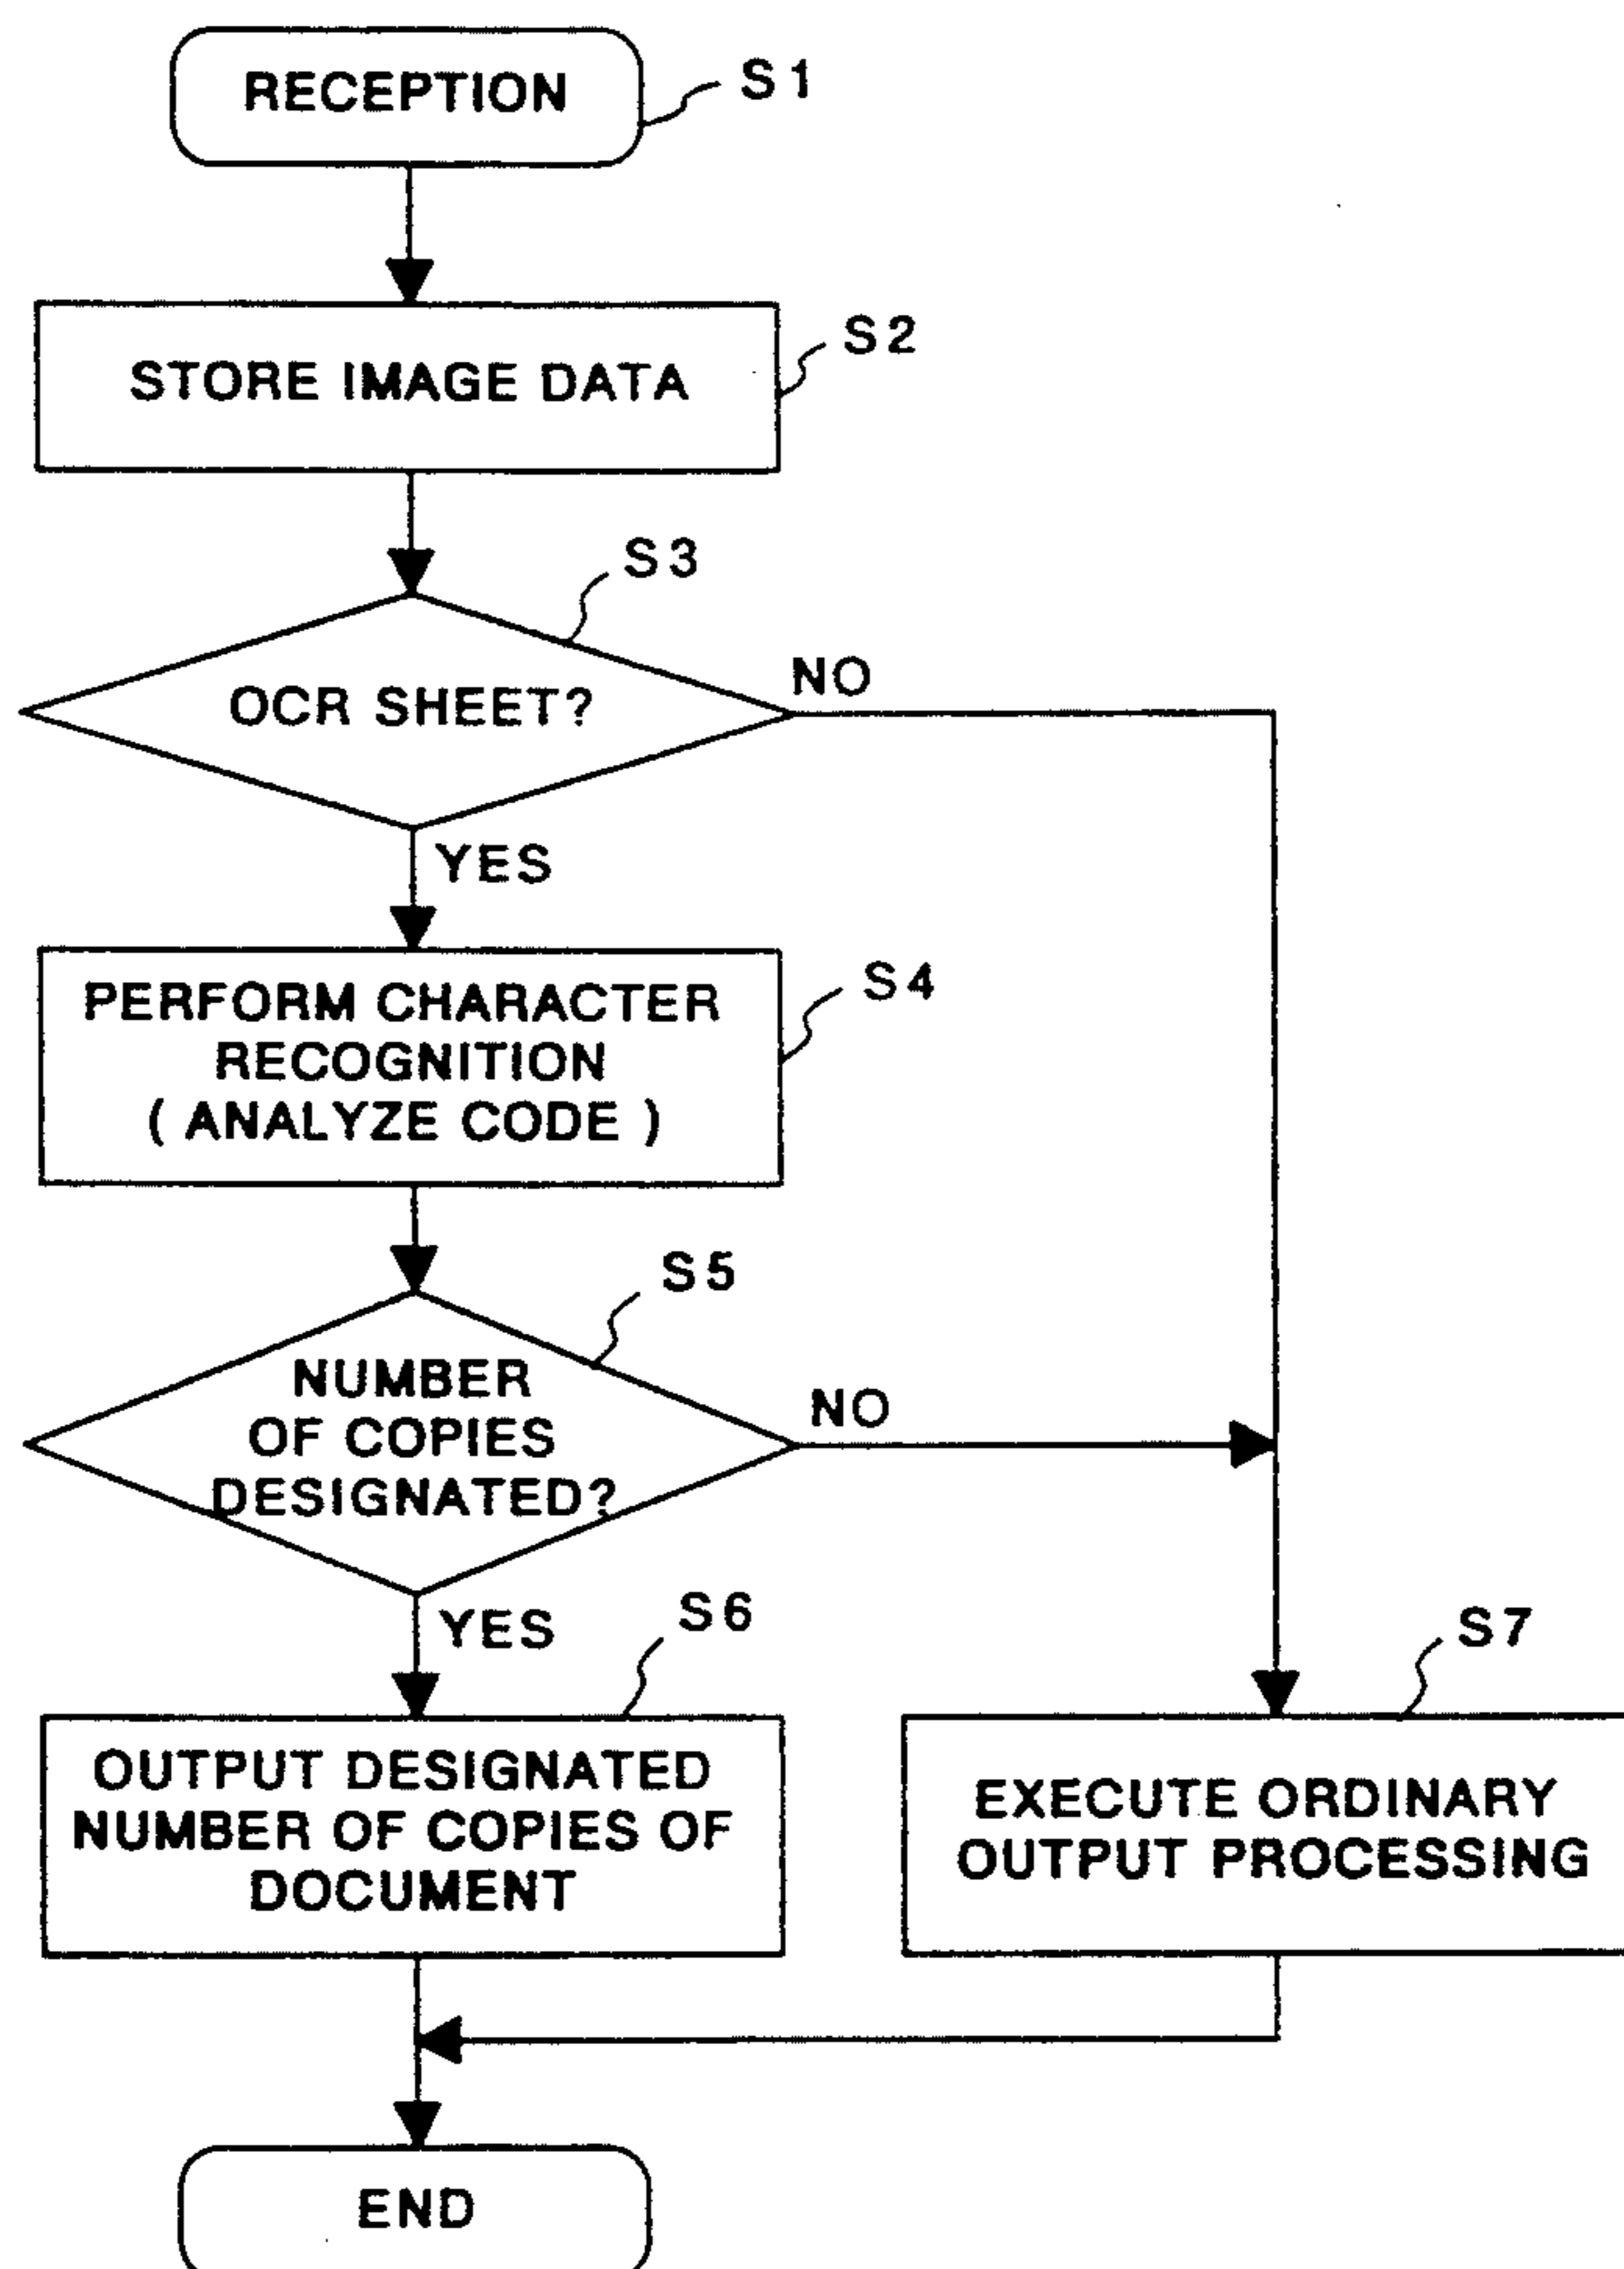 RECEPTION
S1
STORE IMAGE DATA
S2
S3
OCR SHEET?
NO
YES
PERFORM CHARACTER
RECOGNITION
( ANALYZE CODE )
S4
S5
NUMBER
OF COPIES
DESIGNATED?
NO
YES
S6
OUTPUT DESIGNATED
NUMBER OF COPIES OF
DOCUMENT
S7
EXECUTE ORDINARY
OUTPUT PROCESSING
END